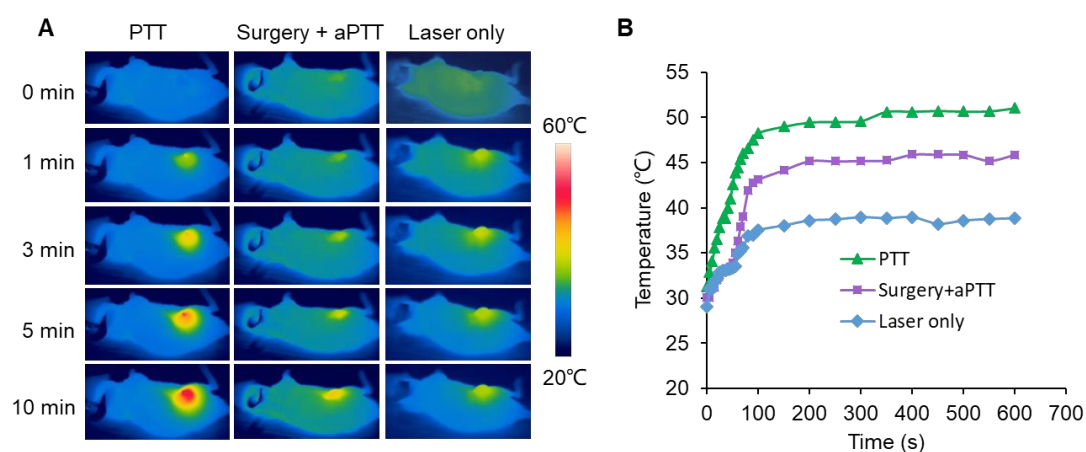 A
PTT
Surgery + aPTT
Laser only
0 min
1 min
3 min
5 min
10 min
60℃
20℃
B
Temperature (℃)
55
50
45
40
35
30
25
20
PTT
Surgery+aPTT
Laser only
0 100 200 300 400 500 600 700
Time (s)